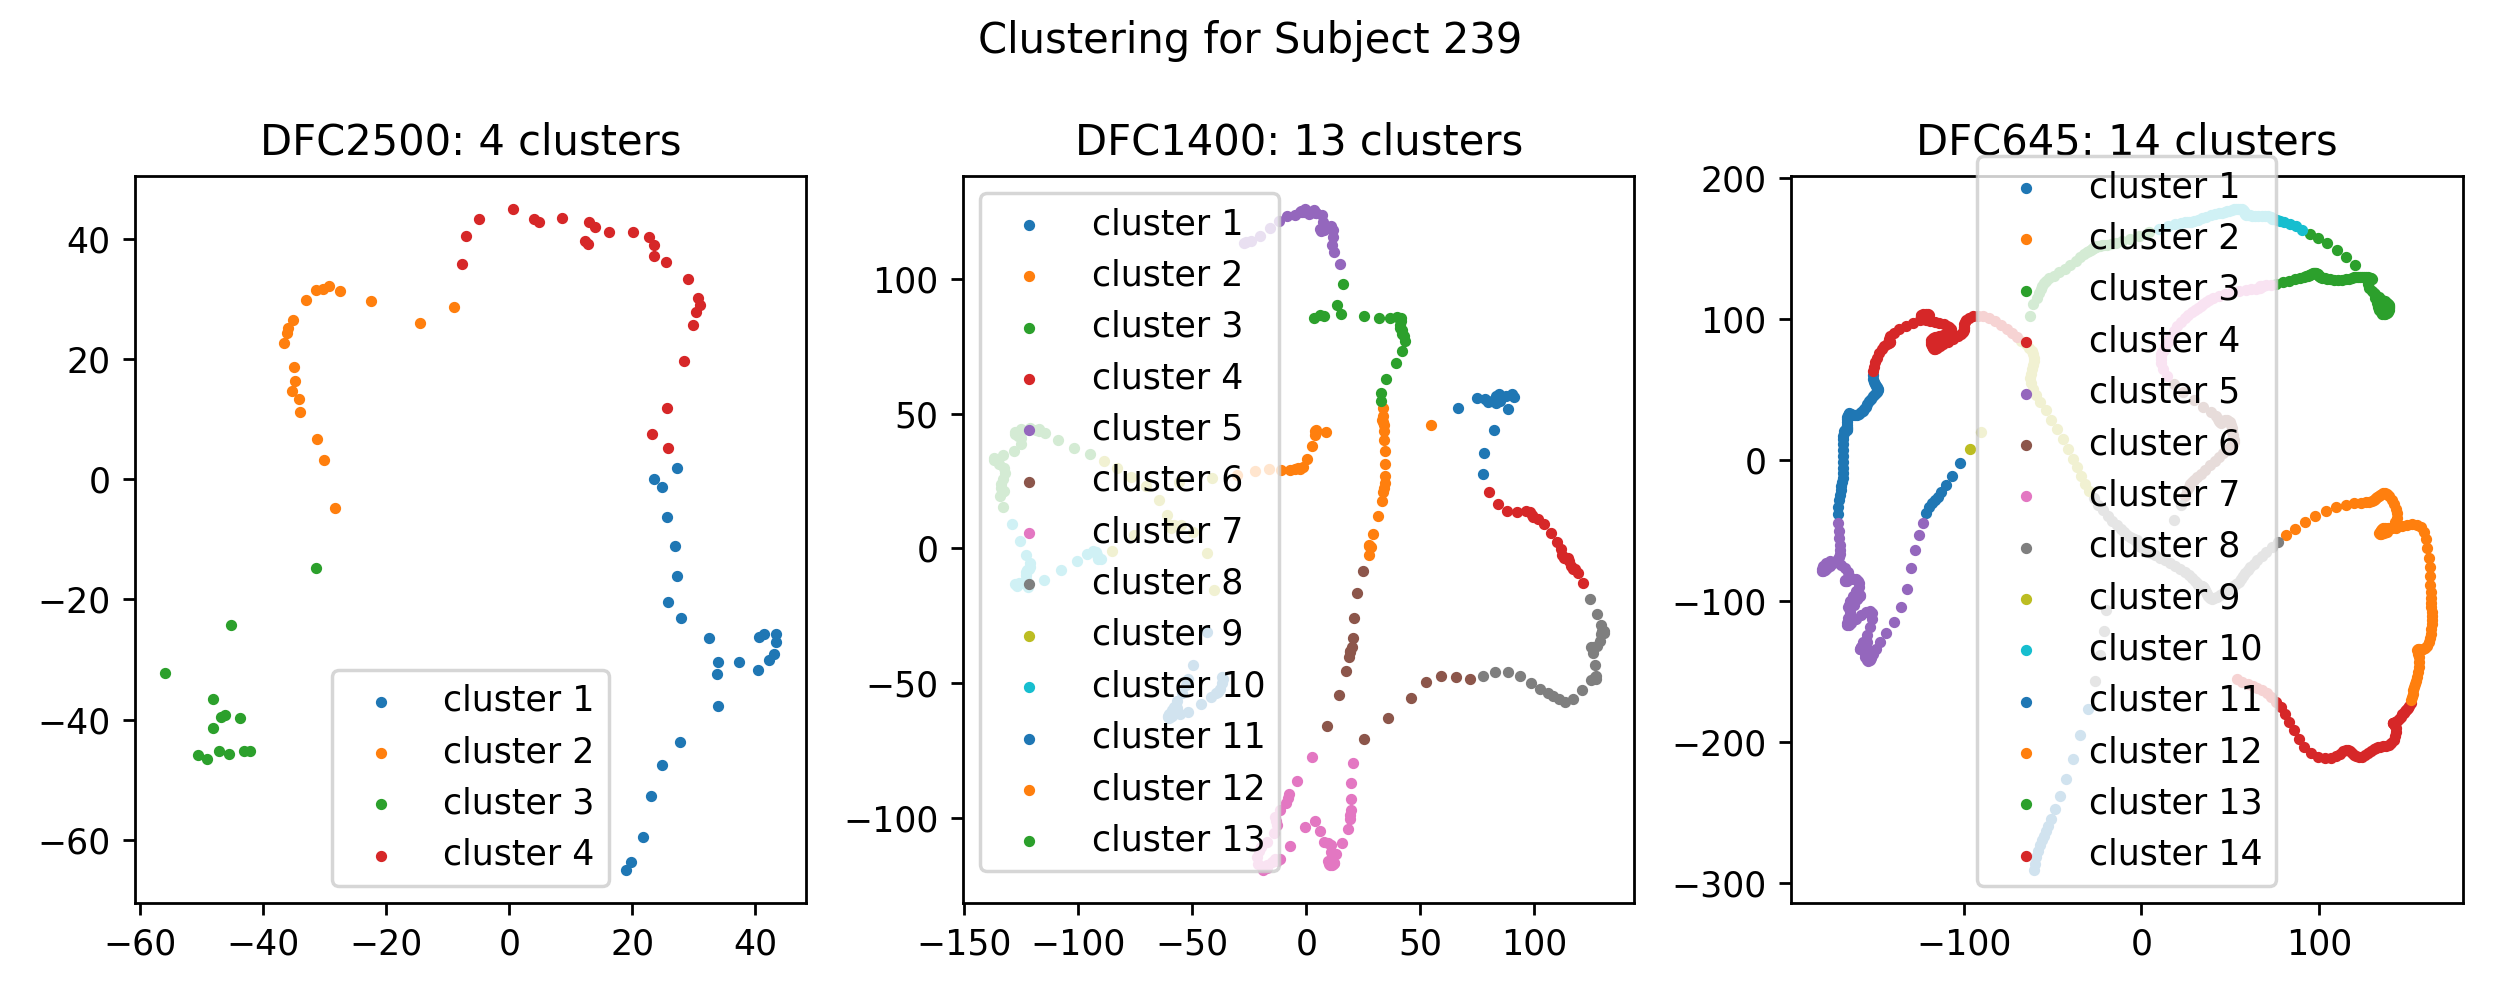 Clustering for Subject 239
DFC2500: 4 clusters
40
20
0
−20
−40
−60
−60 −40 −20 0 20 40
cluster 1
cluster 2
cluster 3
cluster 4
DFC1400: 13 clusters
100
50
0
−50
−100
−150 −100 −50 0 50 100
cluster 1
cluster 2
cluster 3
cluster 4
cluster 5
cluster 6
cluster 7
cluster 8
cluster 9
cluster 10
cluster 11
cluster 12
cluster 13
DFC645: 14 clusters
200
100
0
−100
−200
−300
−100 0 100
cluster 1
cluster 2
cluster 3
cluster 4
cluster 5
cluster 6
cluster 7
cluster 8
cluster 9
cluster 10
cluster 11
cluster 12
cluster 13
cluster 14